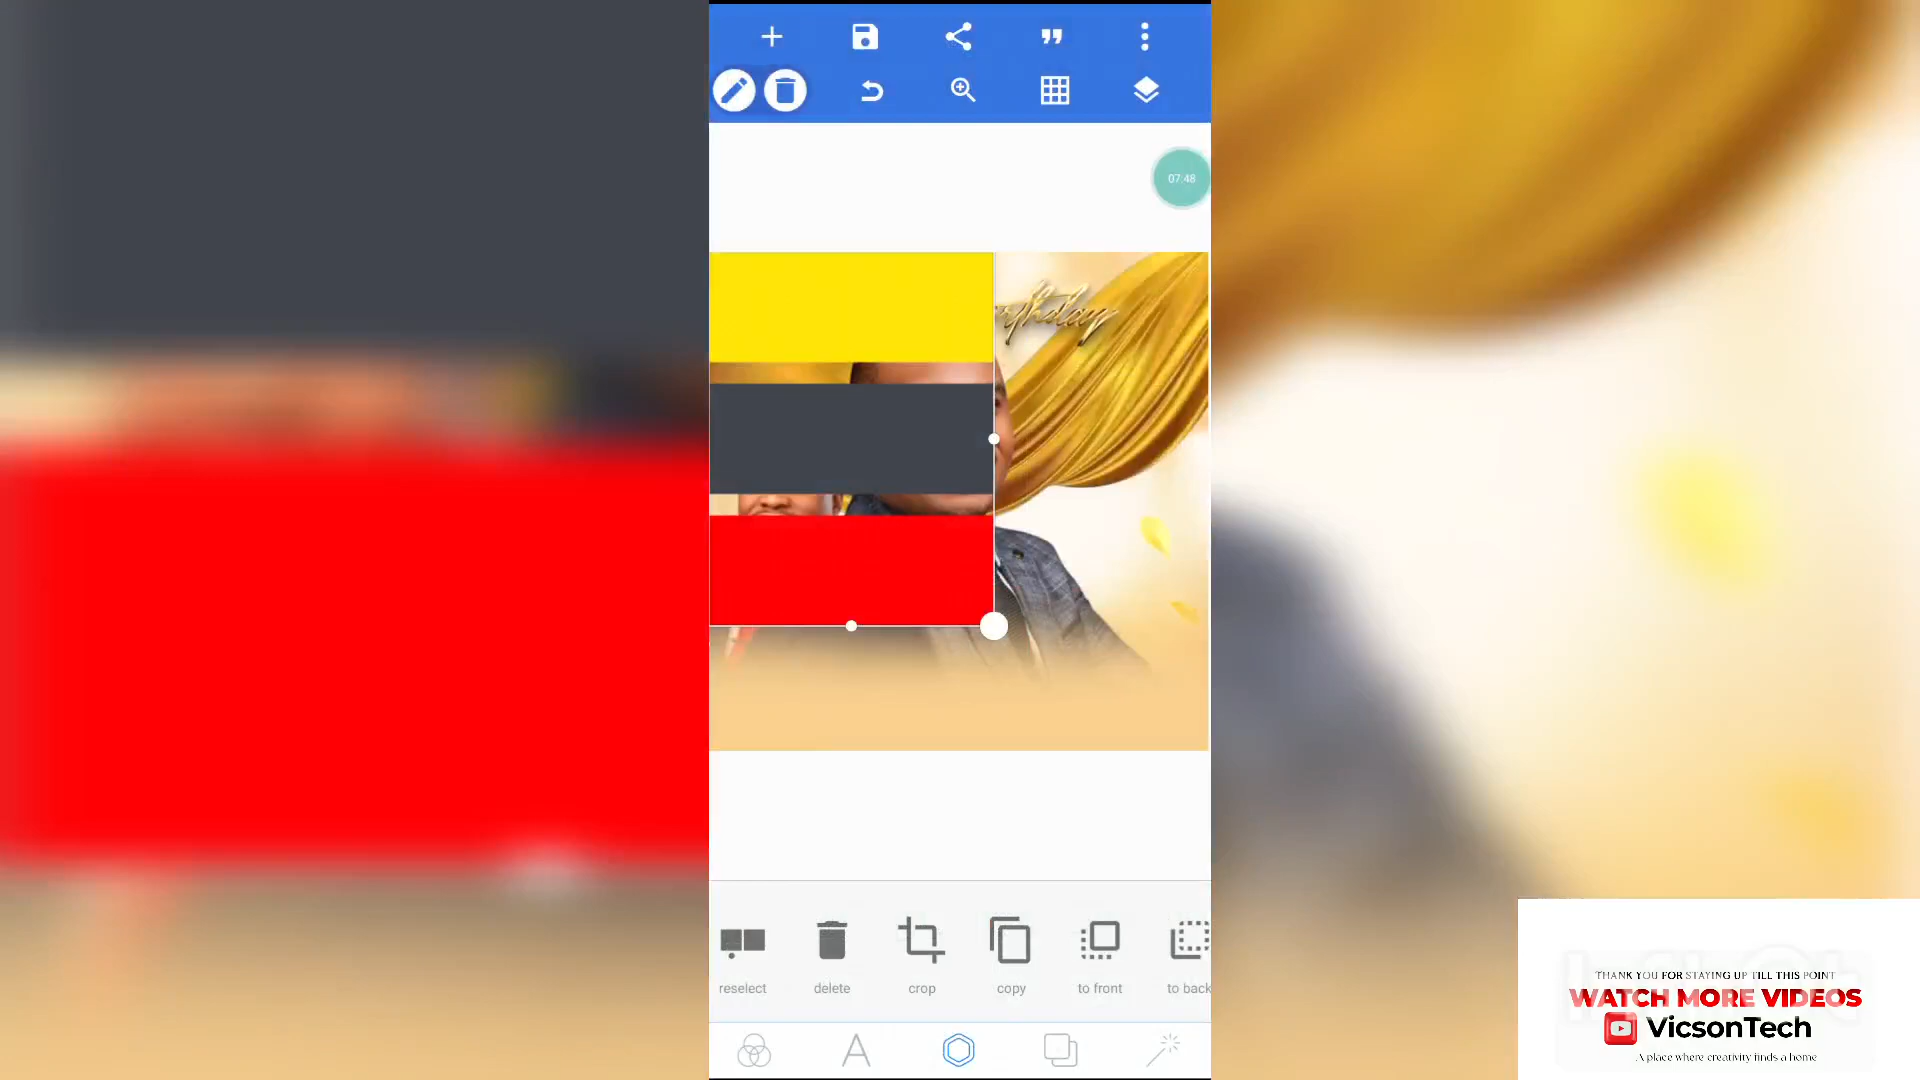 07:48
rthday
reselect
delete
crop
copy
to front
to back
THANK YOU FOR STAYING UP TILL THIS POINT
WATCH MORE VIDEOS
VicsonTech
A place where creativity finds a home